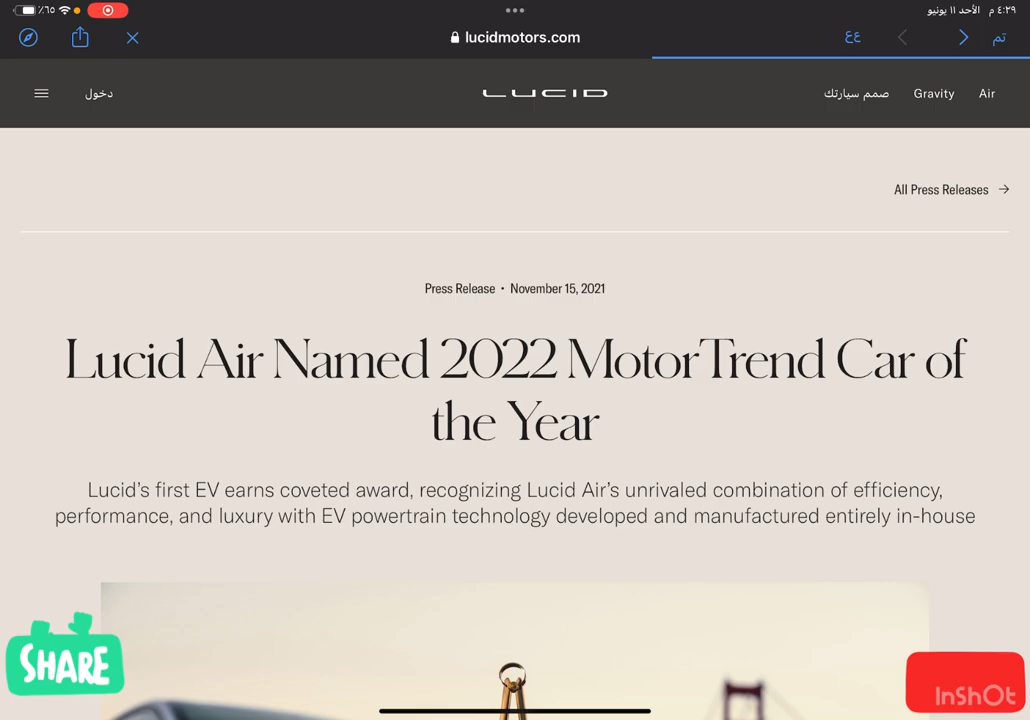 ٤:٣٩ م الأحد ١١ يونيو
٪٦٥
تم
عع
lucidmotors.com
Air
Gravity
صمم سيارتك
LUCID
دخول
All Press Releases →
Press Release • November 15, 2021
Lucid Air Named 2022 MotorTrend Car of
the Year
Lucid’s first EV earns coveted award, recognizing Lucid Air’s unrivaled combination of efficiency,
performance, and luxury with EV powertrain technology developed and manufactured entirely in-house
SHARE
InShOt